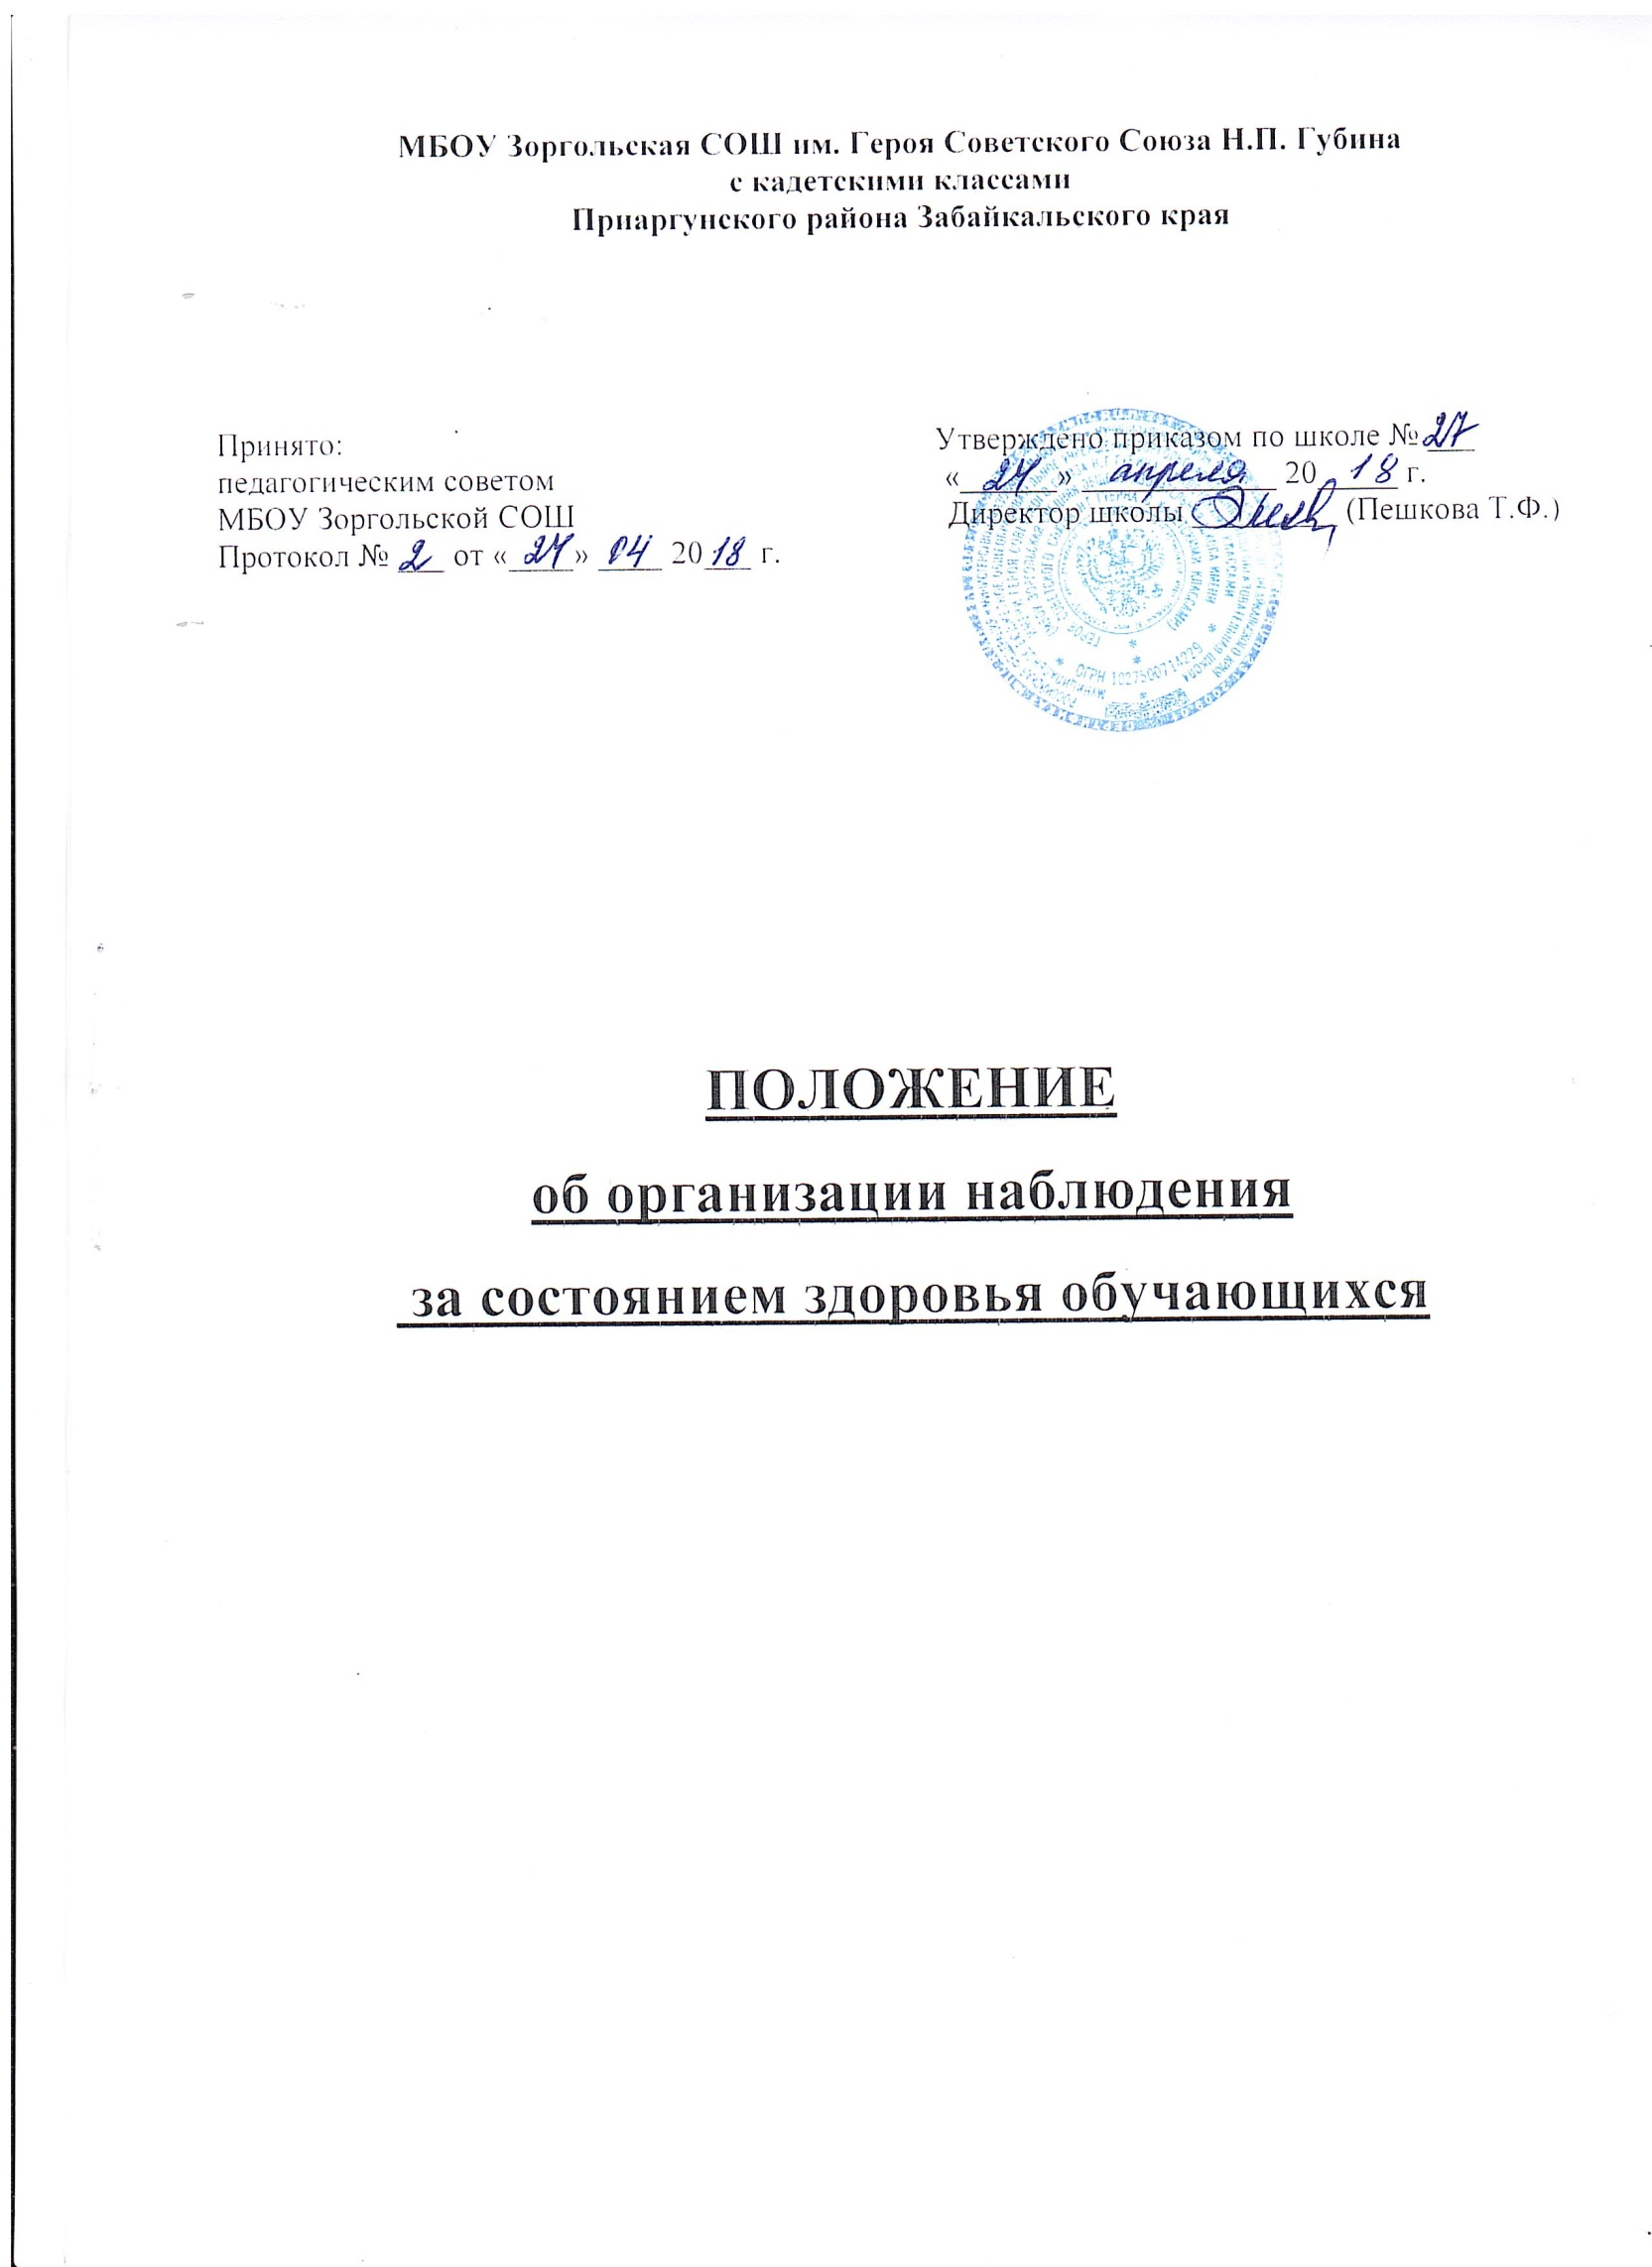 МБОУ Зоргольская СОШ им. Героя Советского Союза Н.П. Губина
с кадетскими классами
Приаргунского района Забайкальского края
Принято:
педагогическим советом
МБОУ Зоргольской СОШ
Протокол № 2 от «24» 04 2018 г.
Утверждено приказом по школе № 27
«24» апреля 2018 г.
Директор школы (Пешкова Т.Ф.)
ОГРН 1027500714229
ПОЛОЖЕНИЕ
об организации наблюдения
за состоянием здоровья обучающихся